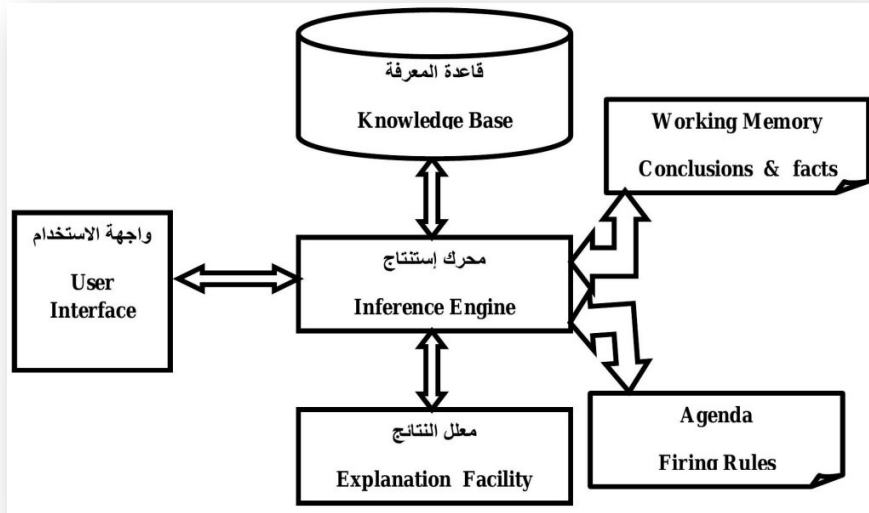 قاعدة المعرفة
Knowledge Base
Working Memory
Conclusions & facts
واجهة الاستخدام
User
Interface
محرك إستنتاج
Inference Engine
معلل النتائج
Explanation Facility
Agenda
Firing Rules